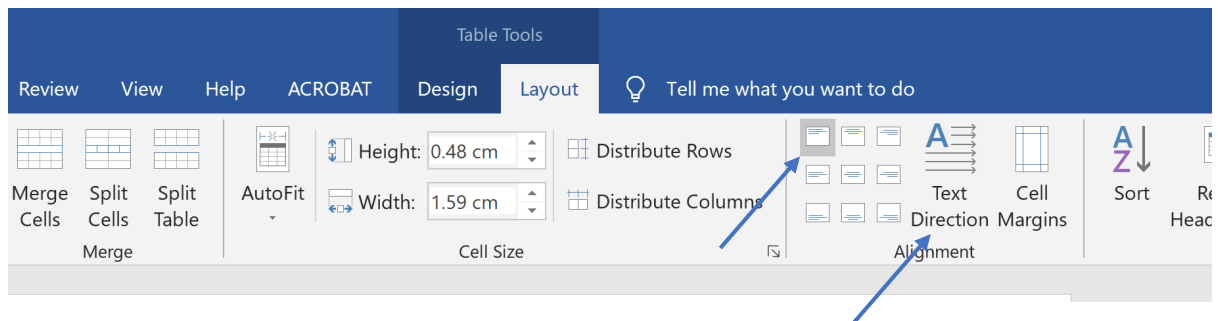 Table Tools
Review View Help ACROBAT Design Layout Tell me what you want to do
Merge Cells
Split Cells
Split Table
Merge
AutoFit
Height: 0.48 cm
Width: 1.59 cm
Distribute Rows
Distribute Columns
Cell Size
A
Text Direction
Cell Margins
Alignment
A
Z
Sort
Re
Head